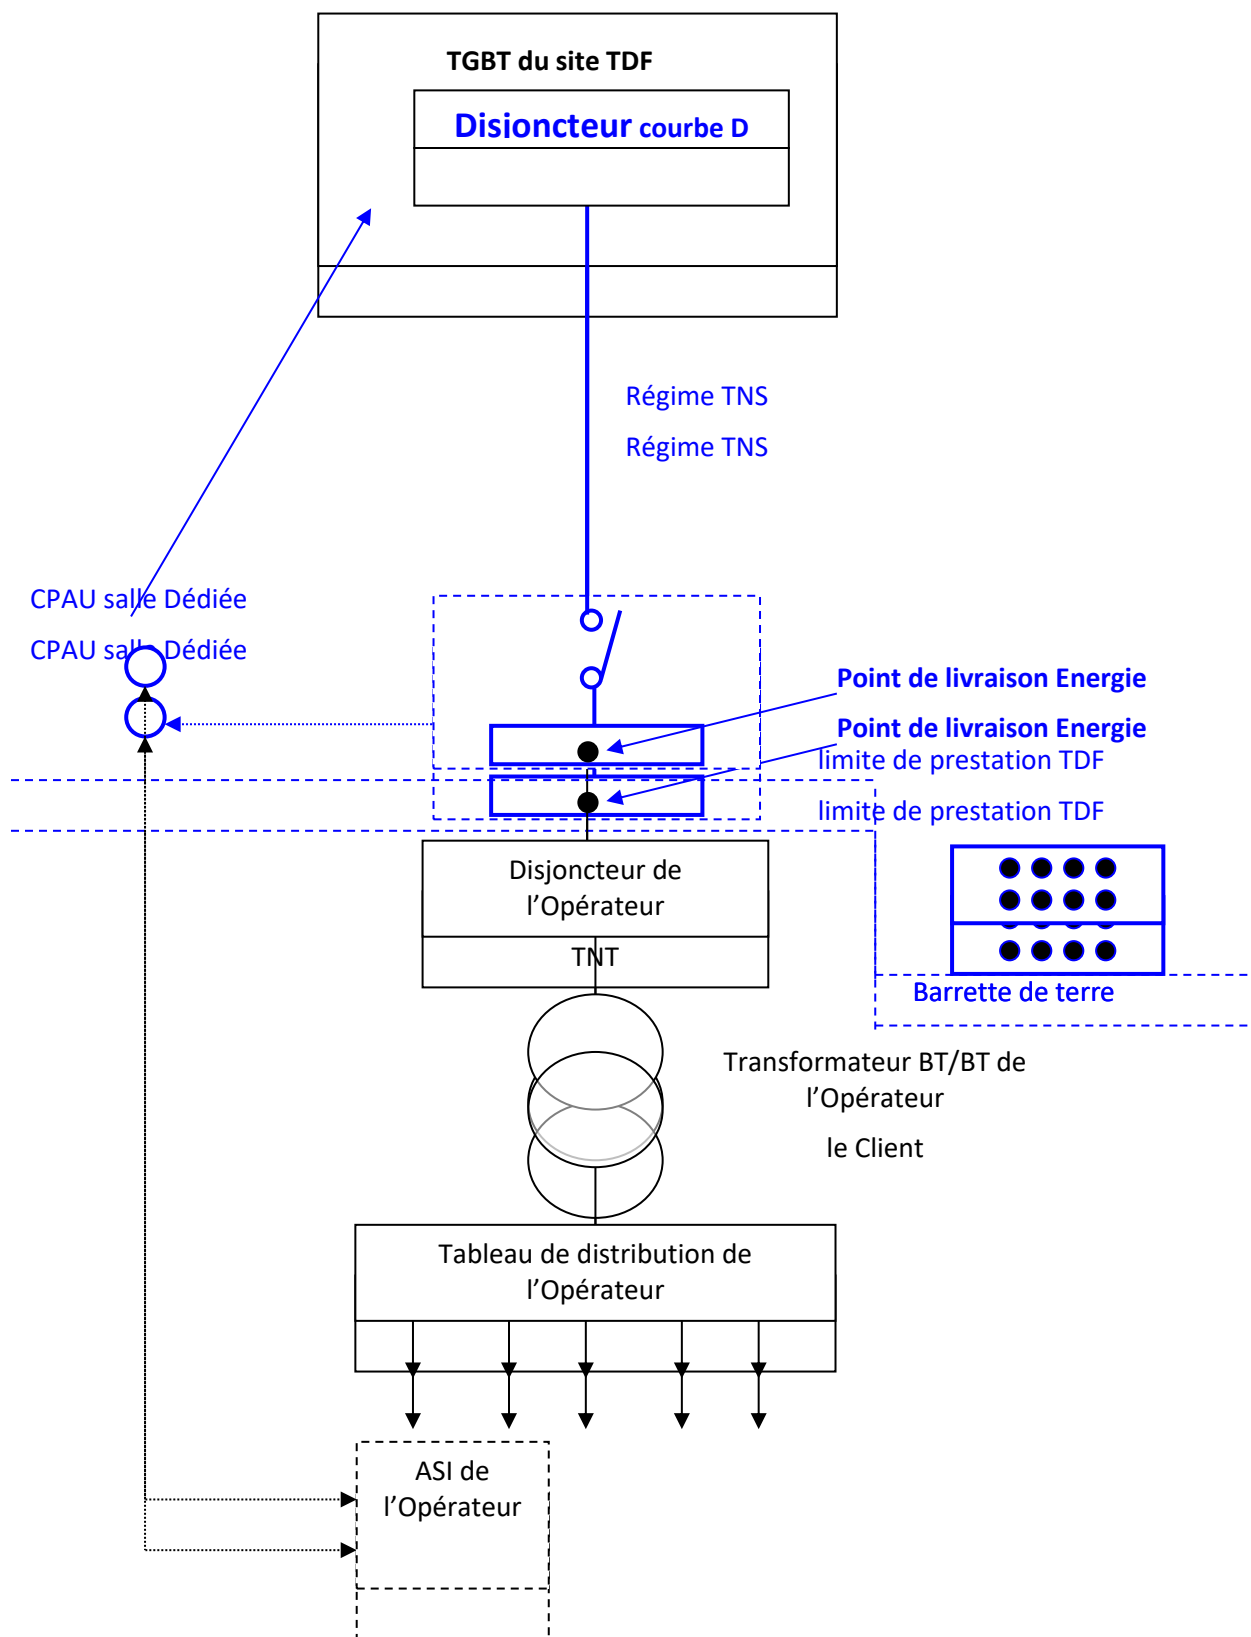 TGBT du site TDF
Disjoncteur courbe D
Régime TNS
Régime TNS
CPAU salle Dédiée
CPAU salle Dédiée
Point de livraison Energie
Point de livraison Energie
limite de prestation TDF
limite de prestation TDF
Disjoncteur de
l’Opérateur
TNT
Barrette de terre
Transformateur BT/BT de
l’Opérateur
le Client
Tableau de distribution de
l’Opérateur
ASI de
l’Opérateur